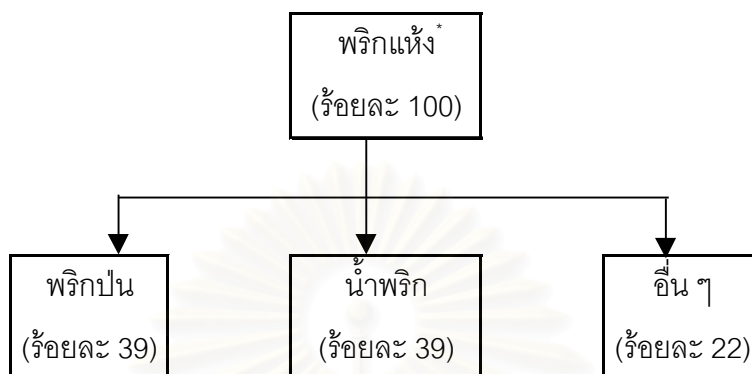 พริกแห้ง*
(ร้อยละ 100)
พริกป่น
(ร้อยละ 39)
น้ำพริก
(ร้อยละ 39)
อื่น ๆ
(ร้อยละ 22)